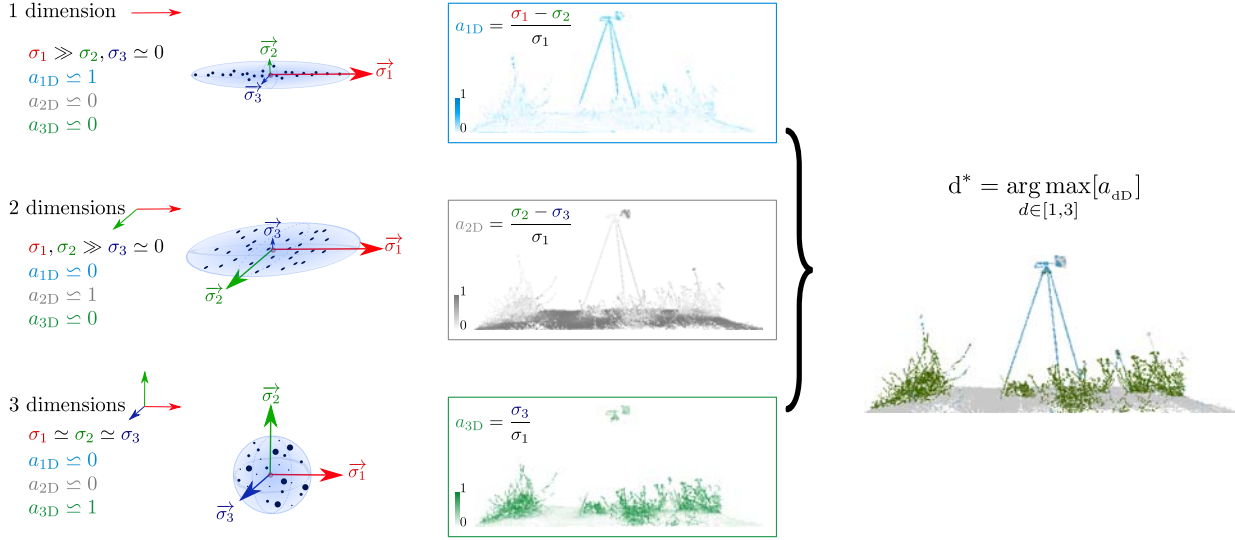 1 dimension
σ₁ ≫ σ₂, σ₃ ≃ 0
a₁D ≌ 1
a₂D ≌ 0
a₃D ≌ 0
σ₂→
σ₁→
σ₃→
a₁D = (σ₁ − σ₂) / σ₁
1
0
2 dimensions
σ₁, σ₂ ≫ σ₃ ≃ 0
a₁D ≌ 0
a₂D ≌ 1
a₃D ≌ 0
σ₃→
σ₁→
σ₂→
a₂D = (σ₂ − σ₃) / σ₁
1
0
3 dimensions
σ₁ ≃ σ₂ ≃ σ₃
a₁D ≌ 0
a₂D ≌ 0
a₃D ≌ 1
σ₂→
σ₁→
σ₃→
a₃D = σ₃ / σ₁
1
0
d* = arg max[a_dD]
d∈[1,3]